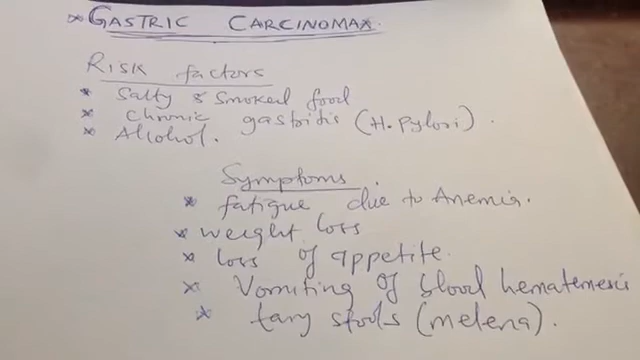 * GASTRIC CARCINOMA*.
Risk factors
* Salty & smoked food
* Chronic gastritis (H. Pylori).
* Alcohol.
Symptoms
* fatigue due to Anemia.
* weight loss
* loss of appetite.
* Vomiting of blood hematemesis
* tary stools (melena).